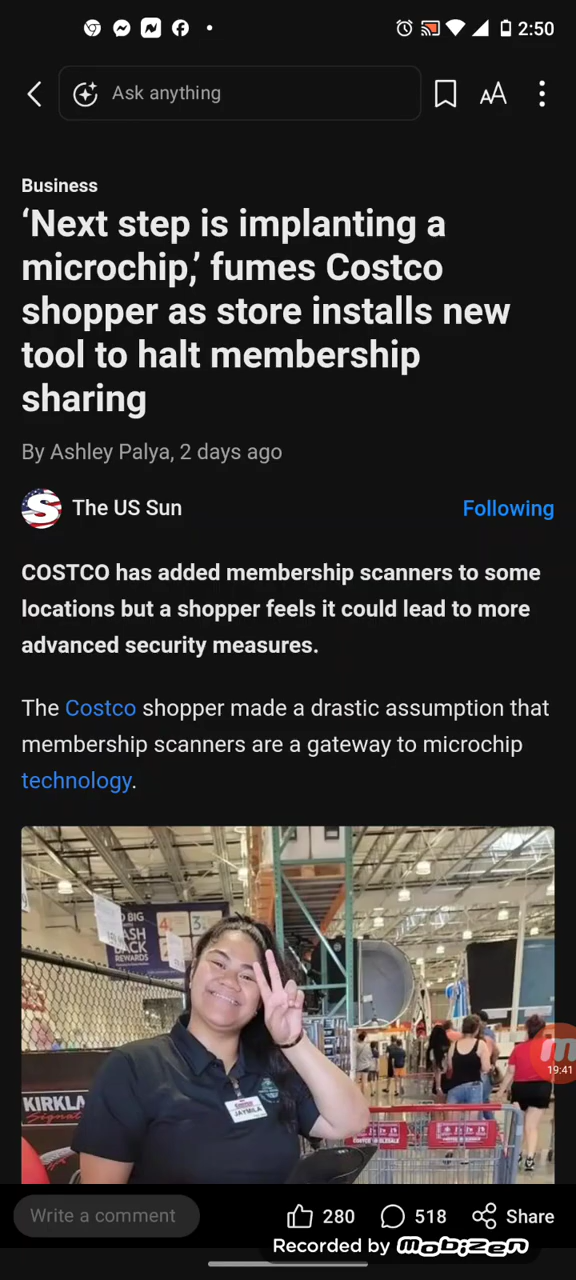 2:50
Ask anything
AA
Business
‘Next step is implanting a
microchip,’ fumes Costco
shopper as store installs new
tool to halt membership
sharing
By Ashley Palya, 2 days ago
S
The US Sun
Following
COSTCO has added membership scanners to some
locations but a shopper feels it could lead to more
advanced security measures.
The Costco shopper made a drastic assumption that
membership scanners are a gateway to microchip
technology.
BIG
REWARDS
19:41
KIRKLA
JAYMILA
Write a comment
280
518
Share
Recorded by mobizen